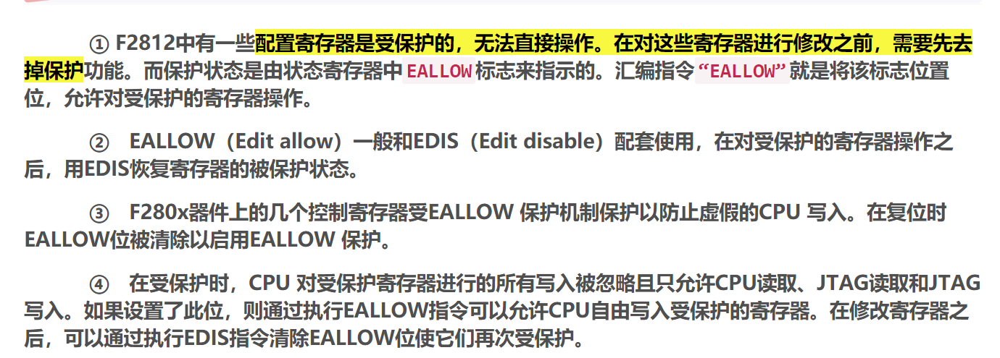 ① F2812中有一些配置寄存器是受保护的，无法直接操作。在对这些寄存器进行修改之前，需要先去
掉保护功能。而保护状态是由状态寄存器中EALLOW标志来指示的。汇编指令“EALLOW”就是将该标志位置
位，允许对受保护的寄存器操作。
② EALLOW（Edit allow）一般和EDIS（Edit disable）配套使用，在对受保护的寄存器操作之
后，用EDIS恢复寄存器的被保护状态。
③ F280x器件上的几个控制寄存器受EALLOW 保护机制保护以防止虚假的CPU 写入。在复位时
EALLOW位被清除以启用EALLOW 保护。
④ 在受保护时，CPU 对受保护寄存器进行的所有写入被忽略且只允许CPU读取、JTAG读取和JTAG
写入。如果设置了此位，则通过执行EALLOW指令可以允许CPU自由写入受保护的寄存器。在修改寄存器之
后，可以通过执行EDIS指令清除EALLOW位使它们再次受保护。